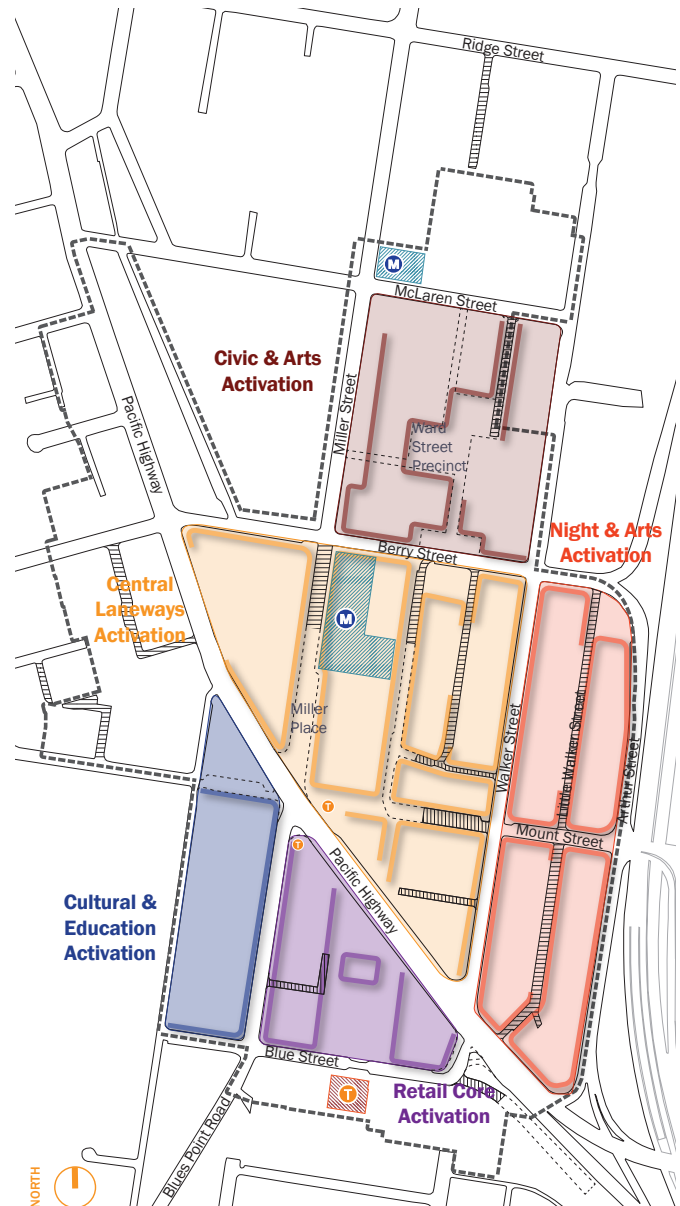 Ridge Street
M
McLaren Street
Civic & Arts
Activation
Miller Street
Pacific Highway
Ward
Street
Precinct
Night & Arts
Activation
Berry Street
Central
Laneways
Activation
M
Miller
Place
Walker Street
Little Walker Street
Arthur Street
T
Mount Street
T
Pacific Highway
Cultural &
Education
Activation
Blue Street
T
Retail Core
Activation
Blues Point Road
NORTH